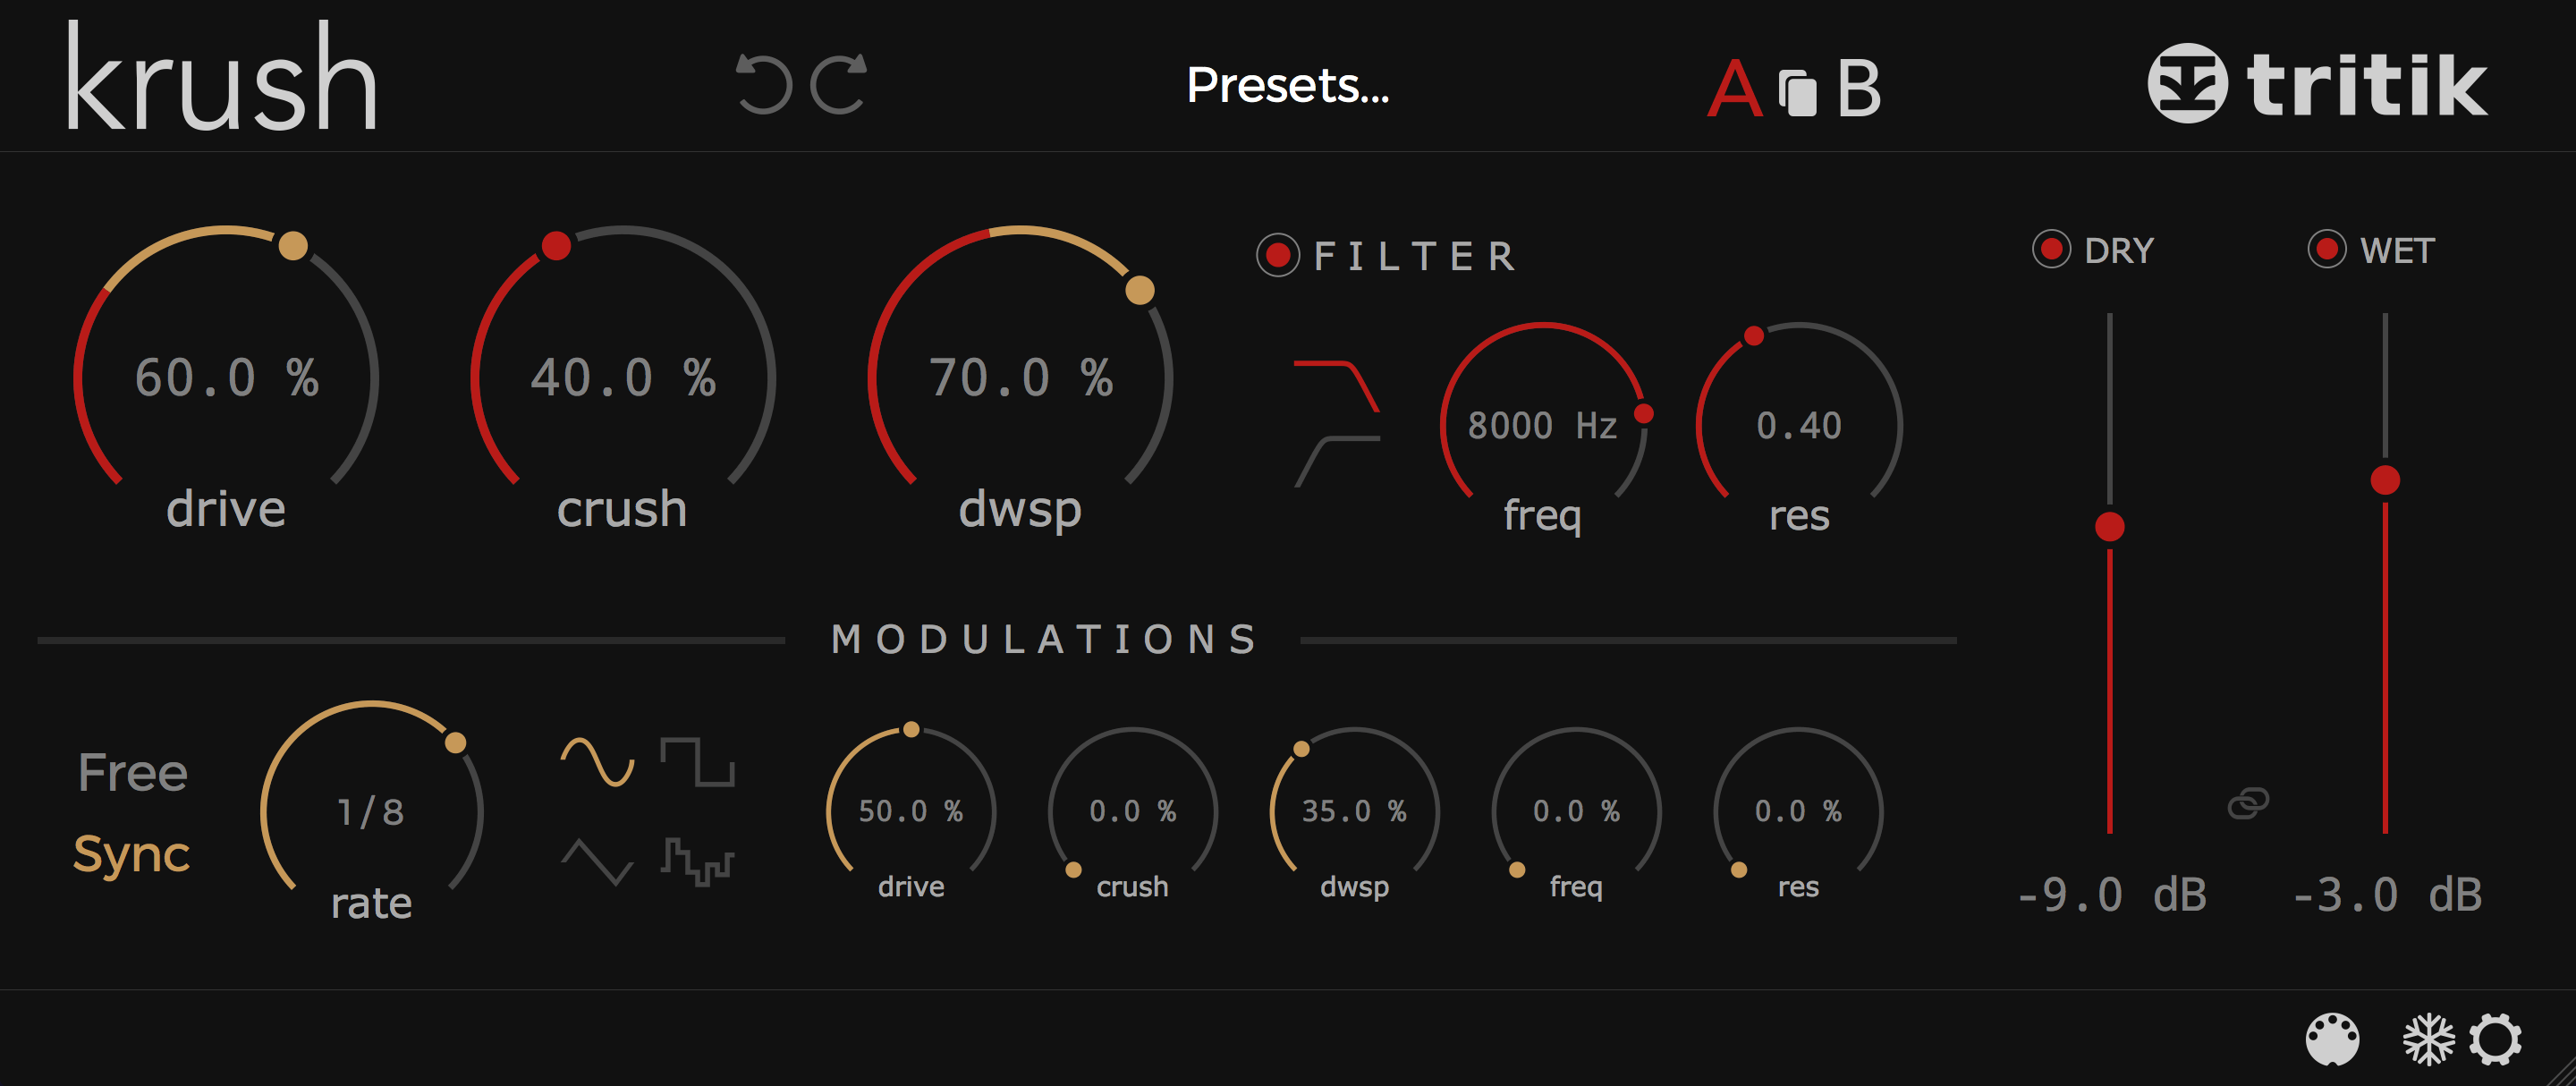 krush
Presets...
A B
tritik
60.0 %
drive
40.0 %
crush
70.0 %
dwsp
FILTER
8000 Hz
freq
0.40
res
DRY
WET
MODULATIONS
Free
Sync
1/8
rate
50.0 %
drive
0.0 %
crush
35.0 %
dwsp
0.0 %
freq
0.0 %
res
-9.0 dB
-3.0 dB